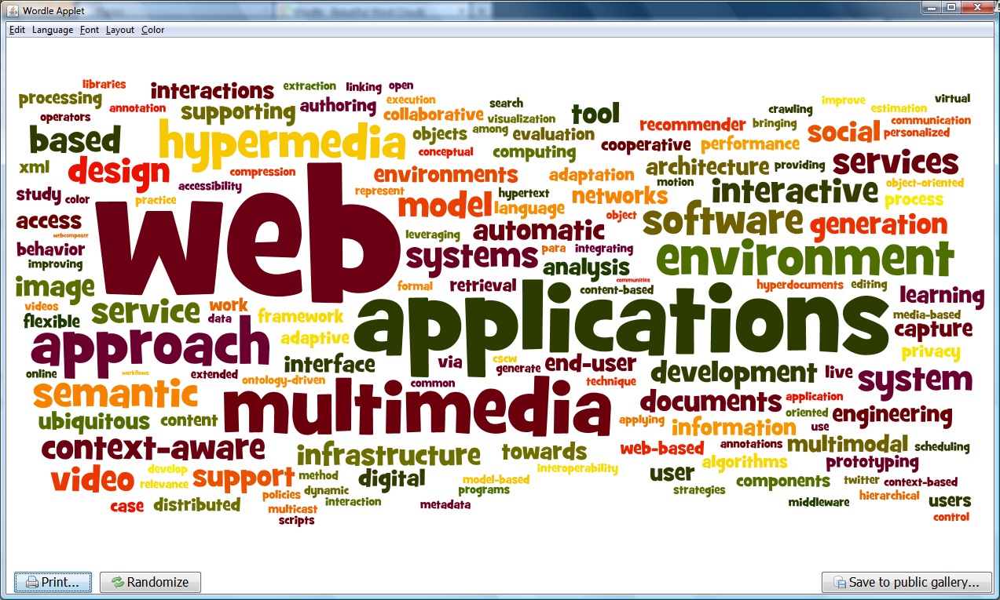 Wordle Applet
Edit Language Font Layout Color
libraries
interactions
extraction
linking
open
processing
annotation
supporting
authoring
execution
collaborative
search
visualization
tool
crawling
improve
estimation
virtual
operators
based
hypermedia
objects
among
evaluation
conceptual
computing
cooperative
recommender
bringing
performance
social
communication
personalized
xml
design
compression
accessibility
environments
adaptation
architecture
providing
services
motion
study
color
practice
represent
model
hypertext
language
networks
object
interactive
object-oriented
process
access
webcomposer
web
leveraging
automatic
software
generation
behavior
improving
systems
para
integrating
analysis
environment
image
formal
retrieval
communities
content-based
hyperdocuments
editing
learning
videos
flexible
service
work
data
framework
applications
media-based
capture
approach
adaptive
privacy
online
workflows
extended
interface
via
cscw
generate
end-user
development
live
system
semantic
ontology-driven
common
technique
multimedia
documents
application
oriented
engineering
ubiquitous
content
applying
information
use
context-aware
infrastructure
towards
web-based
annotations
multimodal
scheduling
video
develop
relevance
support
method
dynamic
digital
model-based
programs
interoperability
algorithms
user
prototyping
strategies
components
twitter
context-based
case
distributed
policies
multicast
scripts
interaction
metadata
middleware
hierarchical
users
control
Print...
Randomize
Save to public gallery...